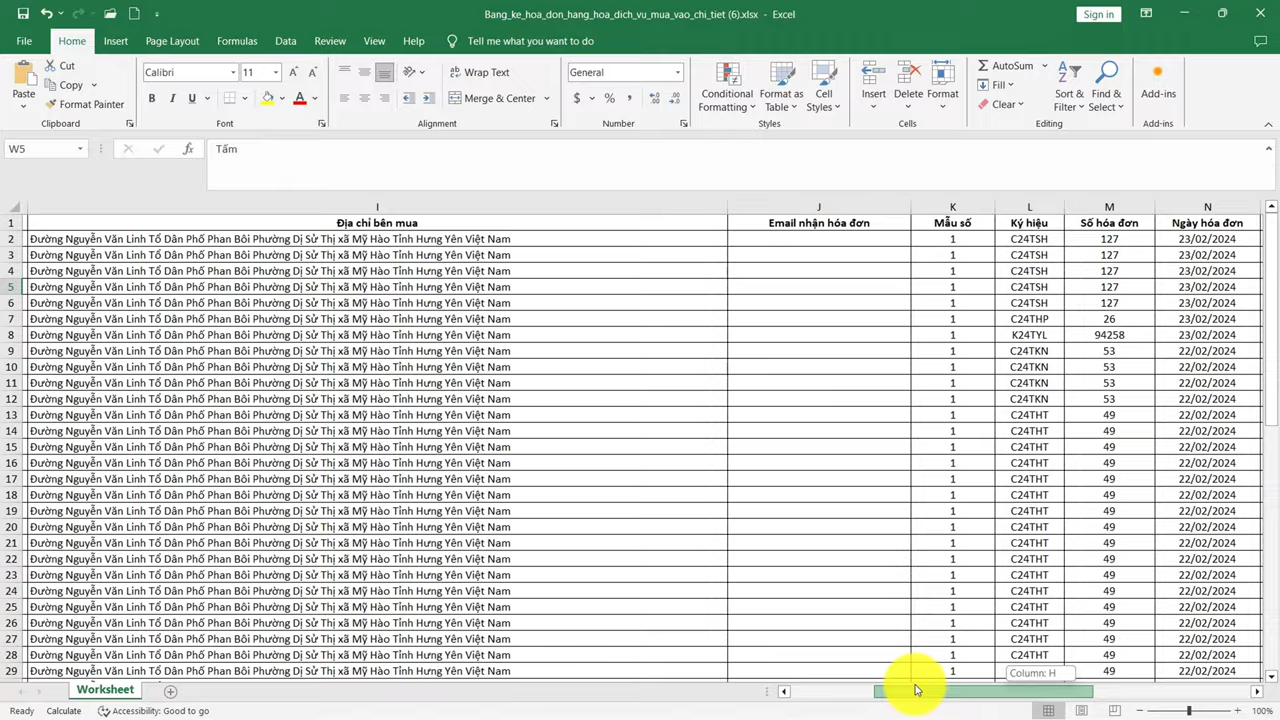 Bang_ke_hoa_don_hang_hoa_dich_vu_mua_vao_chi_tiet (6).xlsx - Excel
Sign in
File Home Insert Page Layout Formulas Data Review View Help Tell me what you want to do
Paste Cut Copy Format Painter
Calibri 11 B I U A
Wrap Text Merge & Center
General $ % ,
Conditional Formatting Format as Table Cell Styles
Insert Delete Format
AutoSum Fill Clear Sort & Filter Find & Select
Add-ins
Clipboard Font Alignment Number Styles Cells Editing Add-ins
W5 fx Tấm
I J K L M N
1 Địa chỉ bên mua Email nhận hóa đơn Mẫu số Ký hiệu Số hóa đơn Ngày hóa đơn
2 Đường Nguyễn Văn Linh Tổ Dân Phố Phan Bôi Phường Dị Sử Thị xã Mỹ Hào Tỉnh Hưng Yên Việt Nam 1 C24TSH 127 23/02/2024
3 Đường Nguyễn Văn Linh Tổ Dân Phố Phan Bôi Phường Dị Sử Thị xã Mỹ Hào Tỉnh Hưng Yên Việt Nam 1 C24TSH 127 23/02/2024
4 Đường Nguyễn Văn Linh Tổ Dân Phố Phan Bôi Phường Dị Sử Thị xã Mỹ Hào Tỉnh Hưng Yên Việt Nam 1 C24TSH 127 23/02/2024
5 Đường Nguyễn Văn Linh Tổ Dân Phố Phan Bôi Phường Dị Sử Thị xã Mỹ Hào Tỉnh Hưng Yên Việt Nam 1 C24TSH 127 23/02/2024
6 Đường Nguyễn Văn Linh Tổ Dân Phố Phan Bôi Phường Dị Sử Thị xã Mỹ Hào Tỉnh Hưng Yên Việt Nam 1 C24TSH 127 23/02/2024
7 Đường Nguyễn Văn Linh Tổ Dân Phố Phan Bôi Phường Dị Sử Thị xã Mỹ Hào Tỉnh Hưng Yên Việt Nam 1 C24THP 26 23/02/2024
8 Đường Nguyễn Văn Linh Tổ Dân Phố Phan Bôi Phường Dị Sử Thị xã Mỹ Hào Tỉnh Hưng Yên Việt Nam 1 K24TYL 94258 23/02/2024
9 Đường Nguyễn Văn Linh Tổ Dân Phố Phan Bôi Phường Dị Sử Thị xã Mỹ Hào Tỉnh Hưng Yên Việt Nam 1 C24TKN 53 22/02/2024
10 Đường Nguyễn Văn Linh Tổ Dân Phố Phan Bôi Phường Dị Sử Thị xã Mỹ Hào Tỉnh Hưng Yên Việt Nam 1 C24TKN 53 22/02/2024
11 Đường Nguyễn Văn Linh Tổ Dân Phố Phan Bôi Phường Dị Sử Thị xã Mỹ Hào Tỉnh Hưng Yên Việt Nam 1 C24TKN 53 22/02/2024
12 Đường Nguyễn Văn Linh Tổ Dân Phố Phan Bôi Phường Dị Sử Thị xã Mỹ Hào Tỉnh Hưng Yên Việt Nam 1 C24TKN 53 22/02/2024
13 Đường Nguyễn Văn Linh Tổ Dân Phố Phan Bôi Phường Dị Sử Thị xã Mỹ Hào Tỉnh Hưng Yên Việt Nam 1 C24THT 49 22/02/2024
14 Đường Nguyễn Văn Linh Tổ Dân Phố Phan Bôi Phường Dị Sử Thị xã Mỹ Hào Tỉnh Hưng Yên Việt Nam 1 C24THT 49 22/02/2024
15 Đường Nguyễn Văn Linh Tổ Dân Phố Phan Bôi Phường Dị Sử Thị xã Mỹ Hào Tỉnh Hưng Yên Việt Nam 1 C24THT 49 22/02/2024
16 Đường Nguyễn Văn Linh Tổ Dân Phố Phan Bôi Phường Dị Sử Thị xã Mỹ Hào Tỉnh Hưng Yên Việt Nam 1 C24THT 49 22/02/2024
17 Đường Nguyễn Văn Linh Tổ Dân Phố Phan Bôi Phường Dị Sử Thị xã Mỹ Hào Tỉnh Hưng Yên Việt Nam 1 C24THT 49 22/02/2024
18 Đường Nguyễn Văn Linh Tổ Dân Phố Phan Bôi Phường Dị Sử Thị xã Mỹ Hào Tỉnh Hưng Yên Việt Nam 1 C24THT 49 22/02/2024
19 Đường Nguyễn Văn Linh Tổ Dân Phố Phan Bôi Phường Dị Sử Thị xã Mỹ Hào Tỉnh Hưng Yên Việt Nam 1 C24THT 49 22/02/2024
20 Đường Nguyễn Văn Linh Tổ Dân Phố Phan Bôi Phường Dị Sử Thị xã Mỹ Hào Tỉnh Hưng Yên Việt Nam 1 C24THT 49 22/02/2024
21 Đường Nguyễn Văn Linh Tổ Dân Phố Phan Bôi Phường Dị Sử Thị xã Mỹ Hào Tỉnh Hưng Yên Việt Nam 1 C24THT 49 22/02/2024
22 Đường Nguyễn Văn Linh Tổ Dân Phố Phan Bôi Phường Dị Sử Thị xã Mỹ Hào Tỉnh Hưng Yên Việt Nam 1 C24THT 49 22/02/2024
23 Đường Nguyễn Văn Linh Tổ Dân Phố Phan Bôi Phường Dị Sử Thị xã Mỹ Hào Tỉnh Hưng Yên Việt Nam 1 C24THT 49 22/02/2024
24 Đường Nguyễn Văn Linh Tổ Dân Phố Phan Bôi Phường Dị Sử Thị xã Mỹ Hào Tỉnh Hưng Yên Việt Nam 1 C24THT 49 22/02/2024
25 Đường Nguyễn Văn Linh Tổ Dân Phố Phan Bôi Phường Dị Sử Thị xã Mỹ Hào Tỉnh Hưng Yên Việt Nam 1 C24THT 49 22/02/2024
26 Đường Nguyễn Văn Linh Tổ Dân Phố Phan Bôi Phường Dị Sử Thị xã Mỹ Hào Tỉnh Hưng Yên Việt Nam 1 C24THT 49 22/02/2024
27 Đường Nguyễn Văn Linh Tổ Dân Phố Phan Bôi Phường Dị Sử Thị xã Mỹ Hào Tỉnh Hưng Yên Việt Nam 1 C24THT 49 22/02/2024
28 Đường Nguyễn Văn Linh Tổ Dân Phố Phan Bôi Phường Dị Sử Thị xã Mỹ Hào Tỉnh Hưng Yên Việt Nam 1 C24THT 49 22/02/2024
29 Đường Nguyễn Văn Linh Tổ Dân Phố Phan Bôi Phường Dị Sử Thị xã Mỹ Hào Tỉnh Hưng Yên Việt Nam 1 49 22/02/2024
Column: H
Worksheet
Ready Calculate Accessibility: Good to go 100%